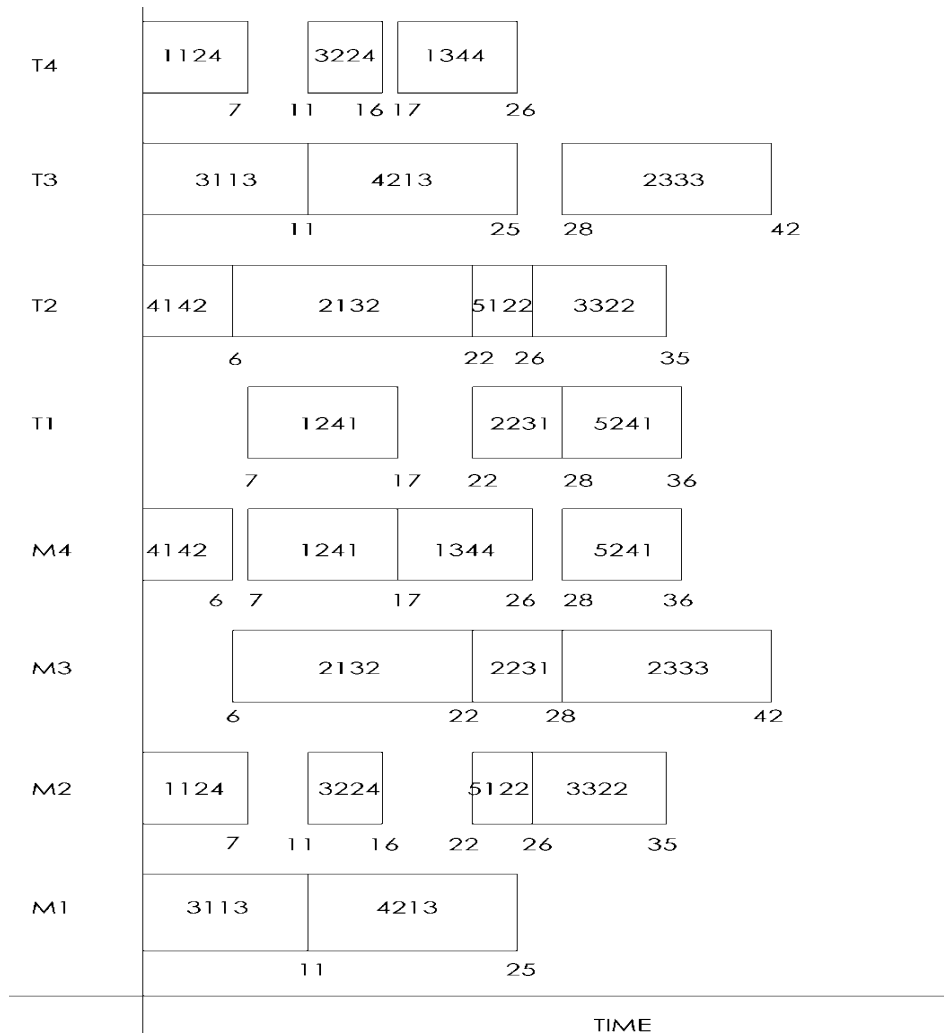 T4 1124 3224 1344
7 11 16 17 26
T3 3113 4213 2333
11 25 28 42
T2 4142 2132 5122 3322
6 22 26 35
T1 1241 2231 5241
7 17 22 28 36
M4 4142 1241 1344 5241
6 7 17 26 28 36
M3 2132 2231 2333
6 22 28 42
M2 1124 3224 5122 3322
7 11 16 22 26 35
M1 3113 4213
11 25
TIME